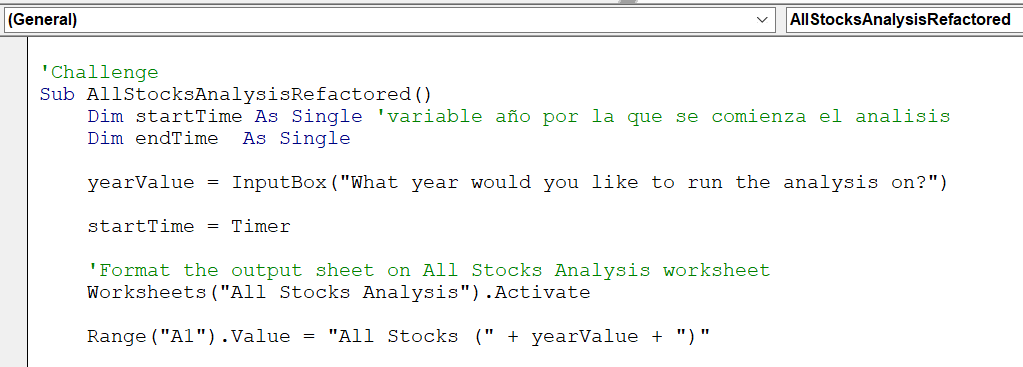 (General)
AllStocksAnalysisRefactored
'Challenge
Sub AllStocksAnalysisRefactored()
Dim startTime As Single 'variable año por la que se comienza el analisis
Dim endTime  As Single
yearValue = InputBox("What year would you like to run the analysis on?")
startTime = Timer
'Format the output sheet on All Stocks Analysis worksheet
Worksheets("All Stocks Analysis").Activate
Range("A1").Value = "All Stocks (" + yearValue + ")"